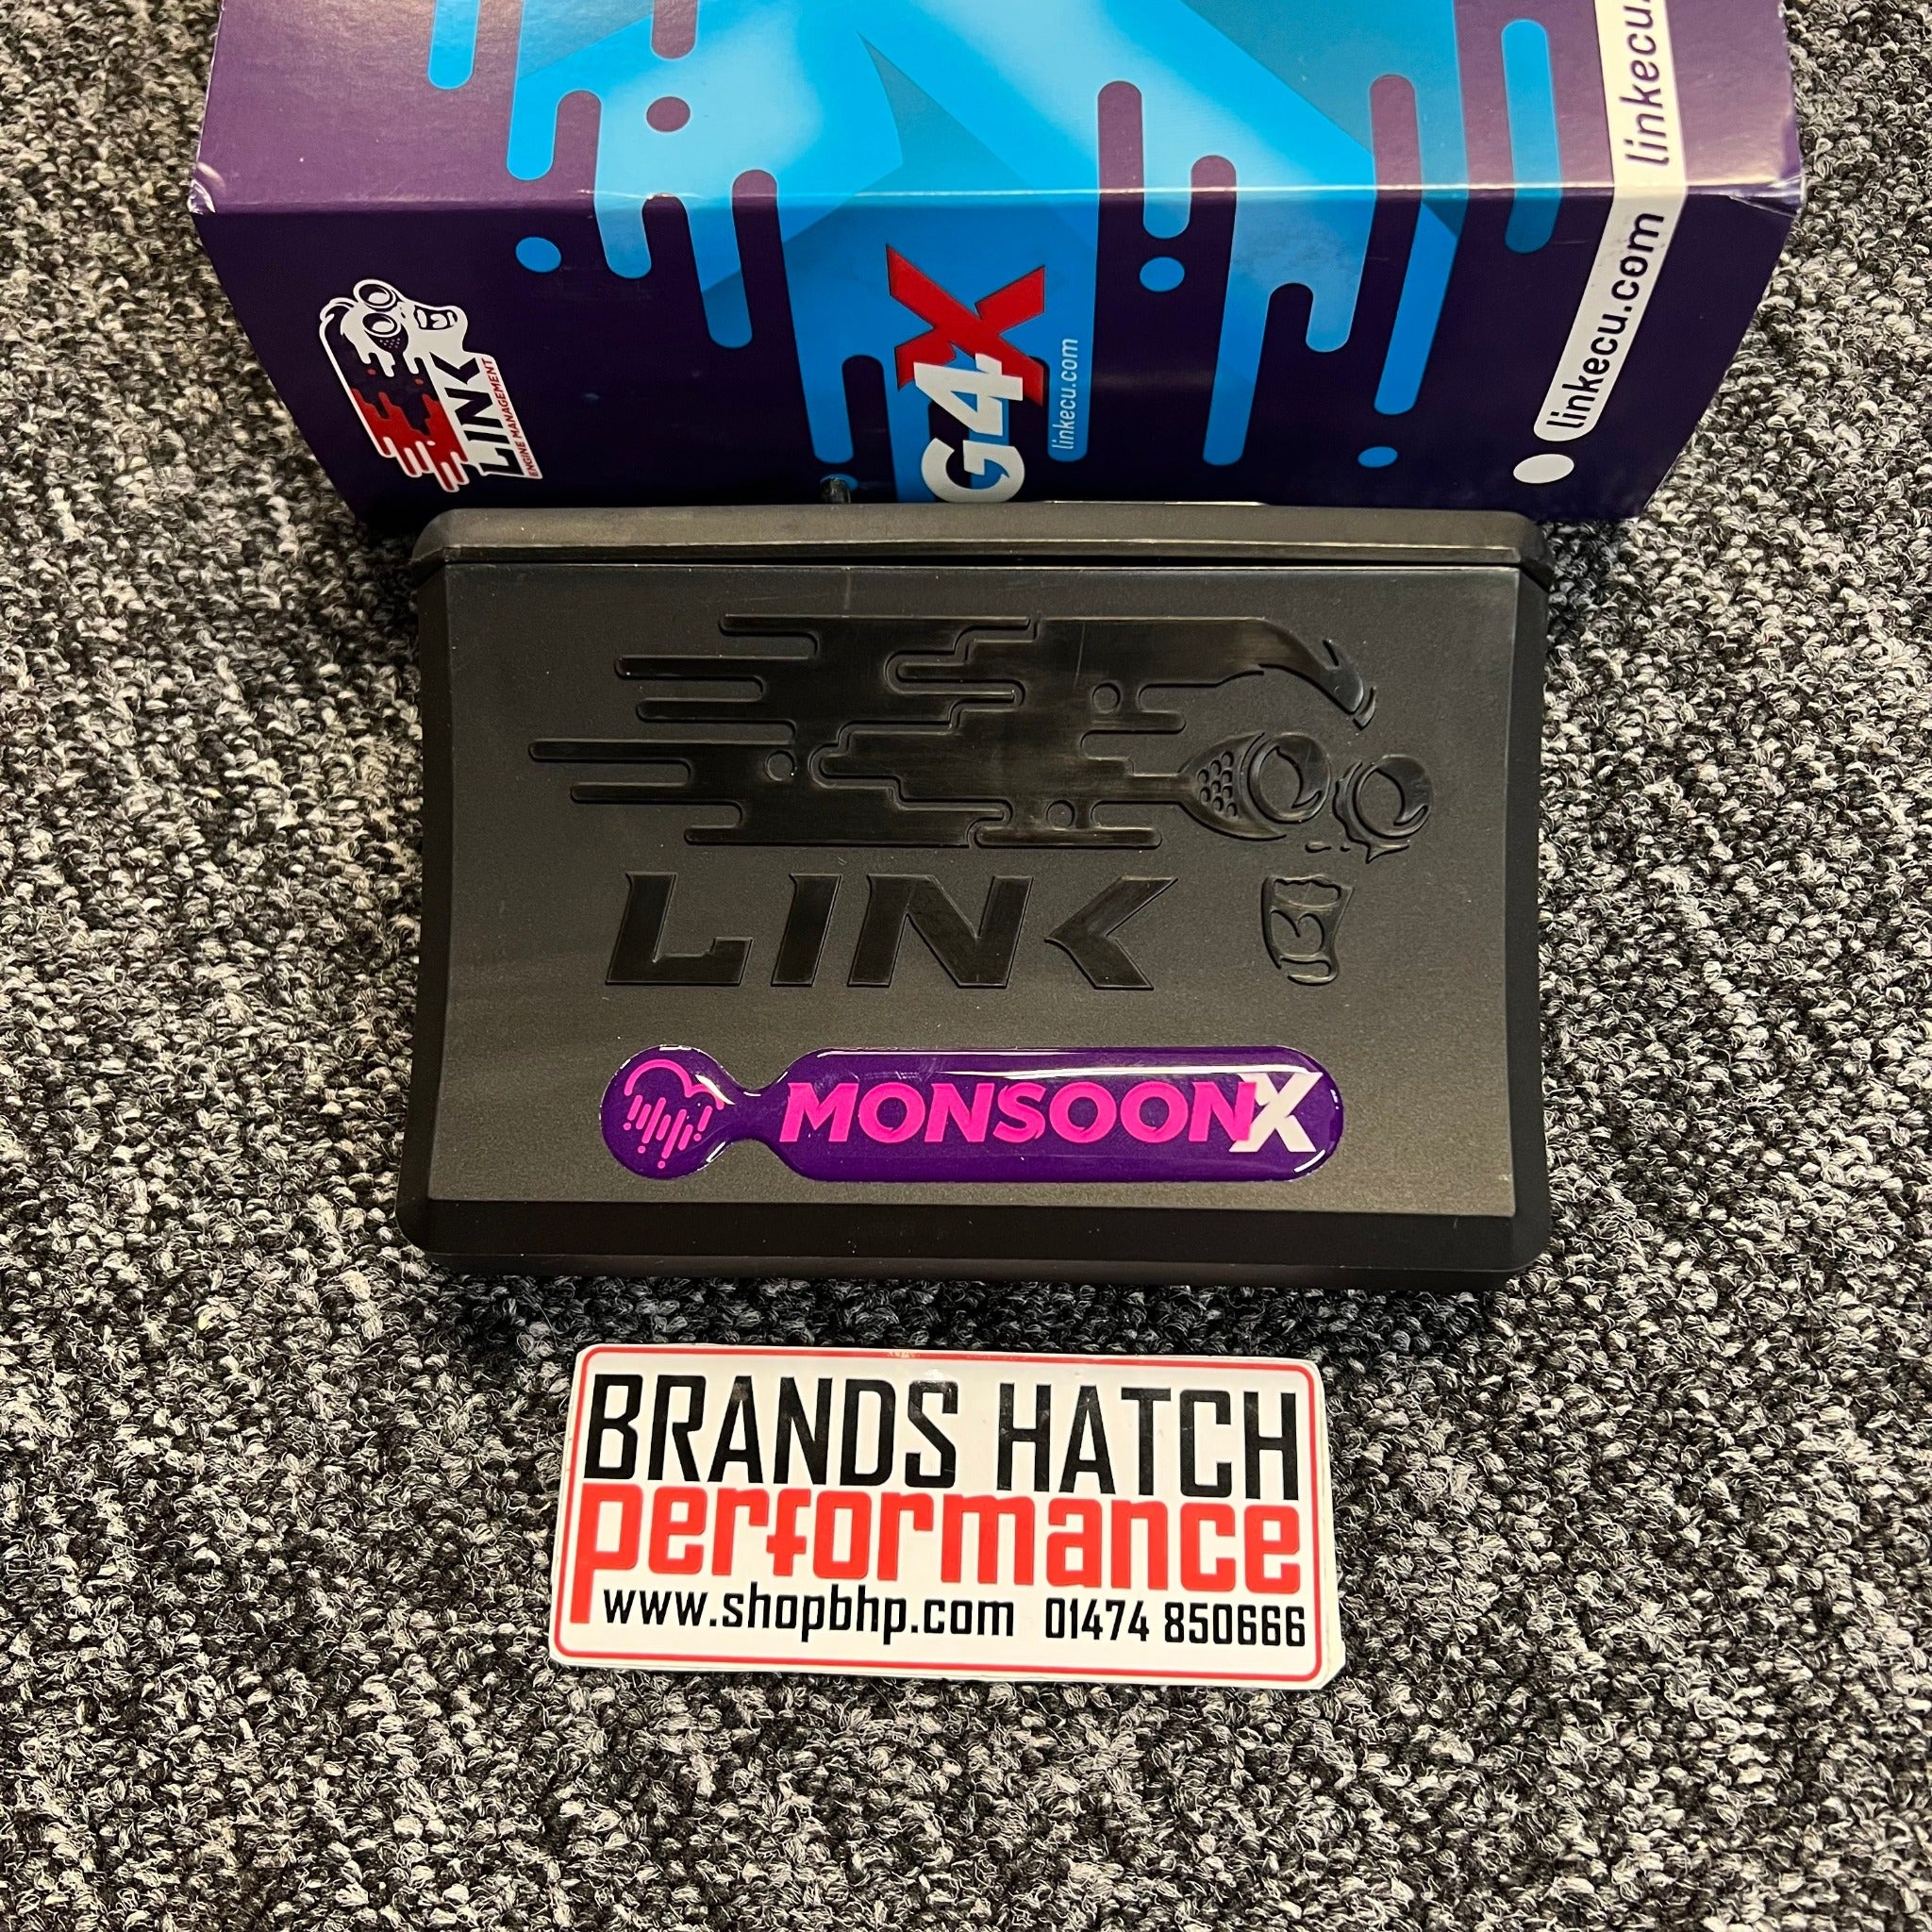 linkecu.
LINK
ENGINE MANAGEMENT
G4X
linkecu.com
linkecu.com
LINK
MONSOONX
BRANDS HATCH
performance
www.shopbhp.com 01474 850666